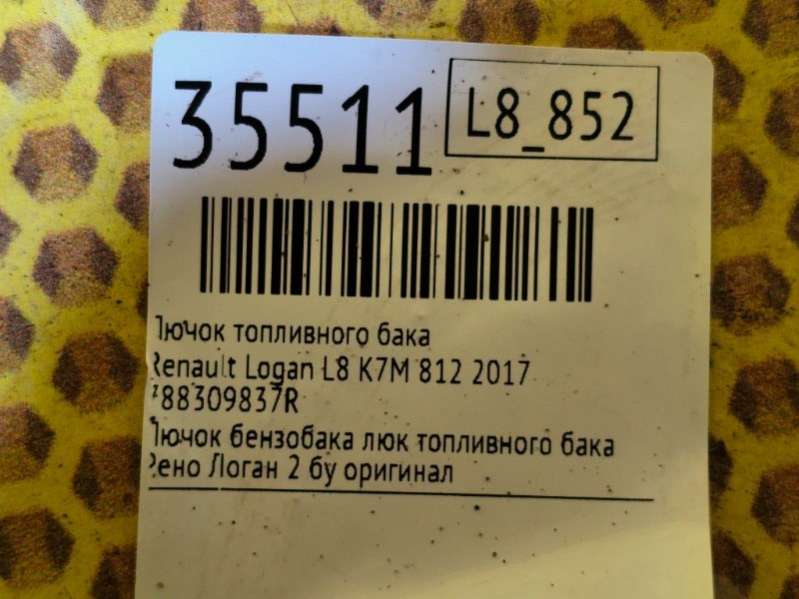 35511
L8_852
Лючок топливного бака
Renault Logan L8 K7M 812 2017
788309837R
Лючок бензобака люк топливного бака
Рено Логан 2 бу оригинал